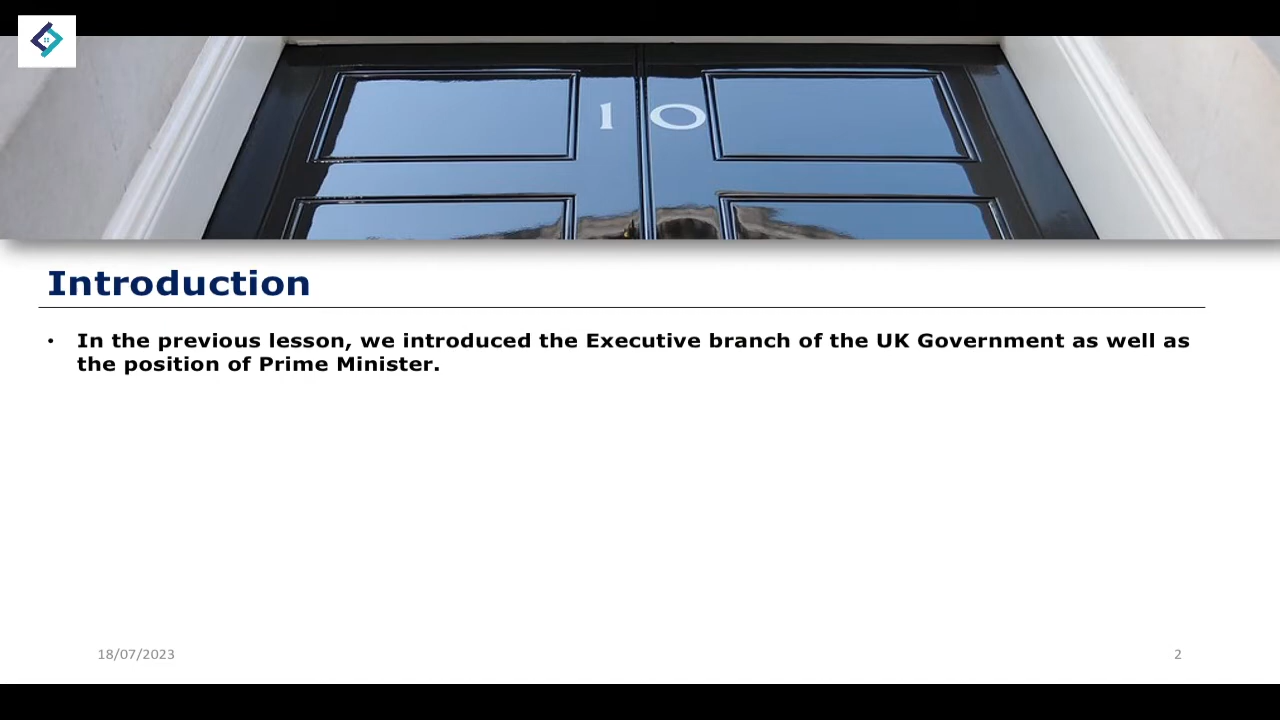 10
Introduction
• In the previous lesson, we introduced the Executive branch of the UK Government as well as
the position of Prime Minister.
18/07/2023
2